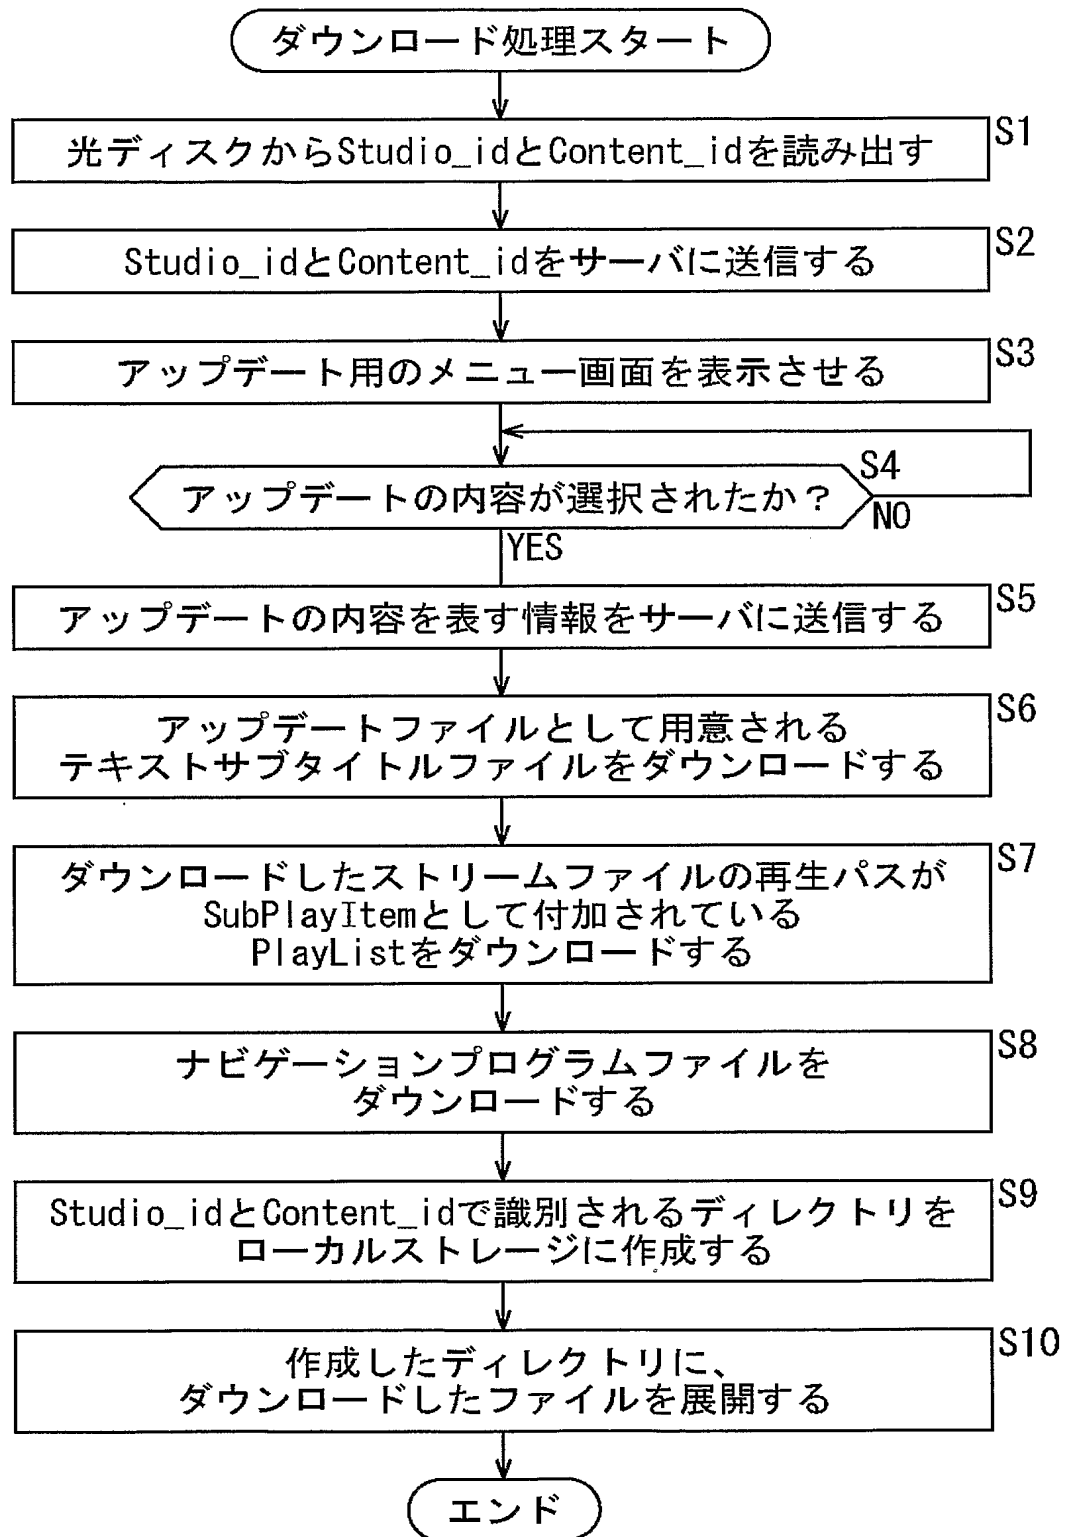 ダウンロード処理スタート
光ディスクからStudio_idとContent_idを読み出す
S1
Studio_idとContent_idをサーバに送信する
S2
アップデート用のメニュー画面を表示させる
S3
アップデートの内容が選択されたか？
S4
NO
YES
アップデートの内容を表す情報をサーバに送信する
S5
アップデートファイルとして用意される
テキストサブタイトルファイルをダウンロードする
S6
ダウンロードしたストリームファイルの再生パスが
SubPlayItemとして付加されている
PlayListをダウンロードする
S7
ナビゲーションプログラムファイルを
ダウンロードする
S8
Studio_idとContent_idで識別されるディレクトリを
ローカルストレージに作成する
S9
作成したディレクトリに、
ダウンロードしたファイルを展開する
S10
エンド